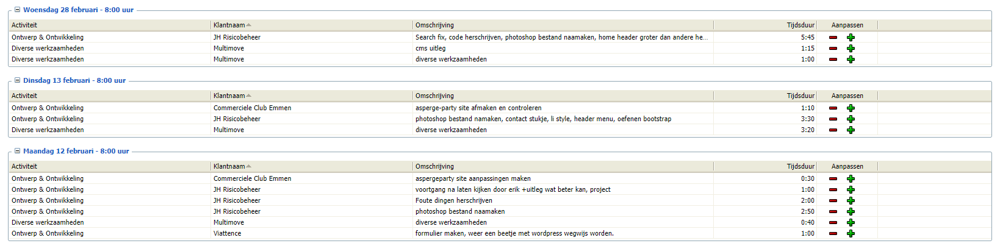 Woensdag 28 februari - 8:00 uur
Activiteit Klantnaam Omschrijving Tijdsduur Aanpassen
Ontwerp & Ontwikkeling JH Risicobeheer Search fix, code herschrijven, photoshop bestand naamaken, home header groter dan andere he... 5:45
Diverse werkzaamheden Multimove cms uitleg 1:15
Diverse werkzaamheden Multimove diverse werkzaamheden 1:00
Dinsdag 13 februari - 8:00 uur
Activiteit Klantnaam Omschrijving Tijdsduur Aanpassen
Ontwerp & Ontwikkeling Commerciele Club Emmen asperge-party site afmaken en controleren 1:10
Ontwerp & Ontwikkeling JH Risicobeheer photoshop bestand namaken, contact stukje, li style, header menu, oefenen bootstrap 3:30
Diverse werkzaamheden Multimove diverse werkzaamheden 3:20
Maandag 12 februari - 8:00 uur
Activiteit Klantnaam Omschrijving Tijdsduur Aanpassen
Ontwerp & Ontwikkeling Commerciele Club Emmen aspergeparty site aanpassingen maken 0:30
Ontwerp & Ontwikkeling JH Risicobeheer voortgang na laten kijken door erik +uitleg wat beter kan, project 1:00
Ontwerp & Ontwikkeling JH Risicobeheer Foute dingen herschrijven 2:00
Ontwerp & Ontwikkeling JH Risicobeheer photoshop bestand naamaken 2:50
Diverse werkzaamheden Multimove diverse werkzaamheden 0:40
Ontwerp & Ontwikkeling Viattence formulier maken, weer een beetje met wordpress wegwijs worden. 1:00